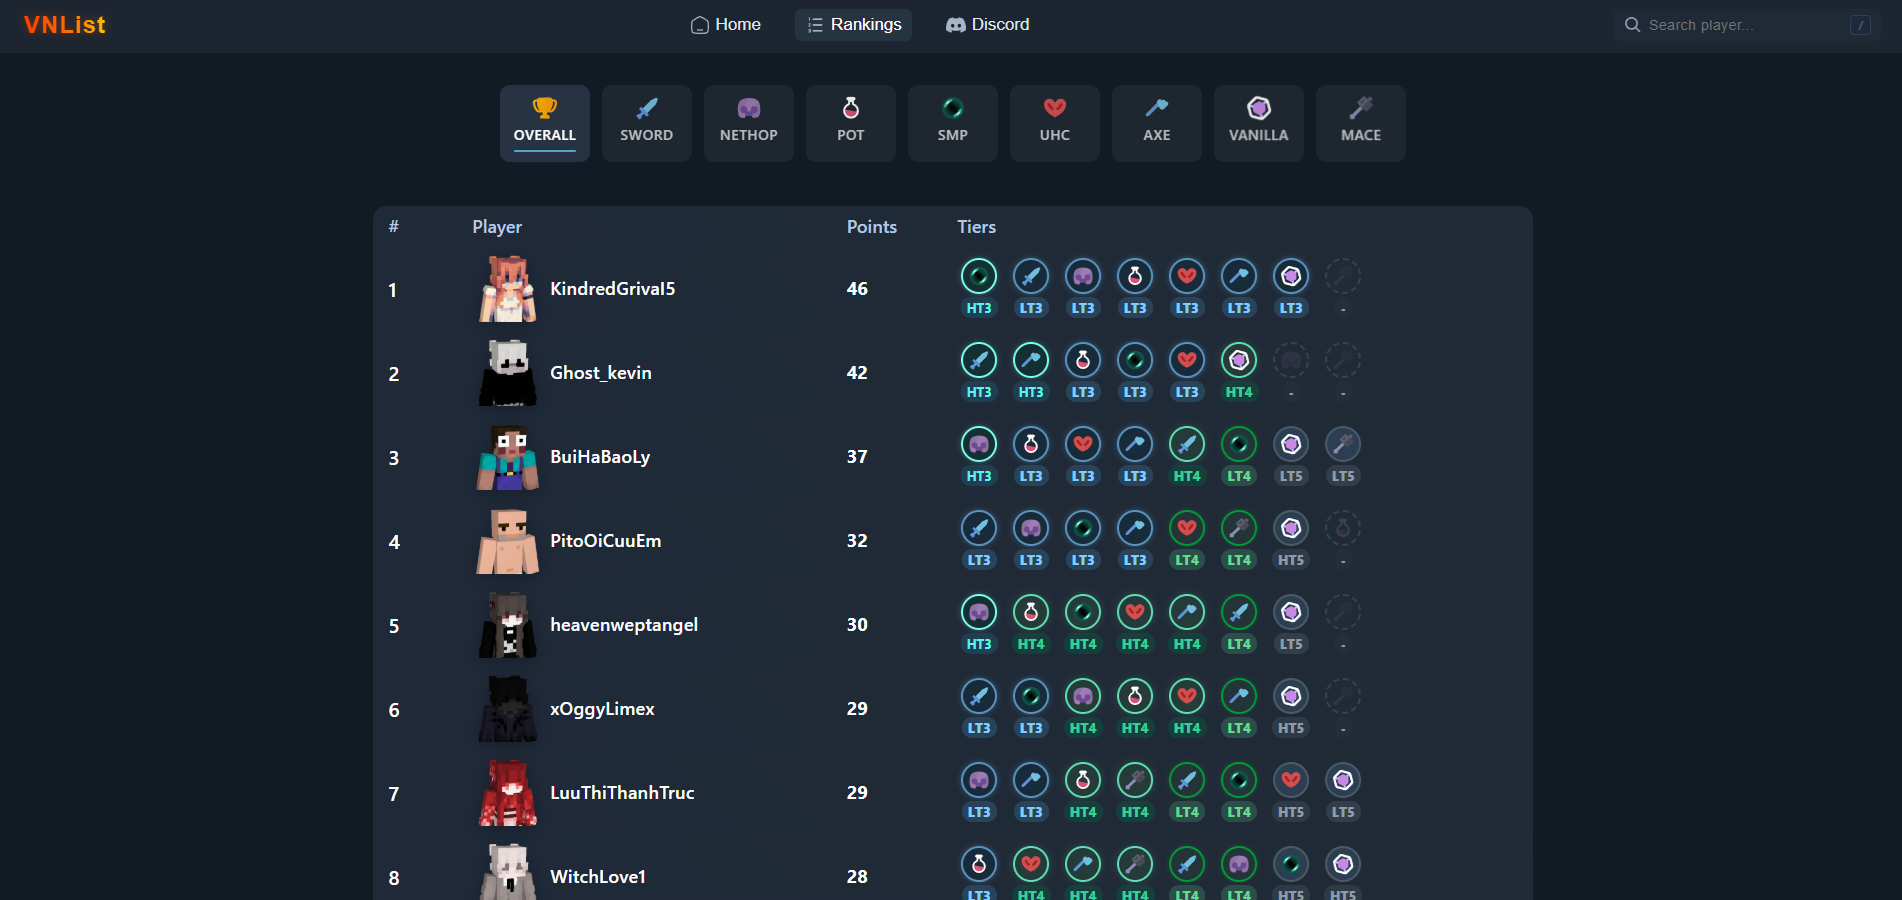 VNList Home Rankings Discord Search player... /
OVERALL SWORD NETHOP POT SMP UHC AXE VANILLA MACE
# Player Points Tiers
1 KindredGrival5 46 HT3 LT3 LT3 LT3 LT3 LT3 LT3 -
2 Ghost_kevin 42 HT3 HT3 LT3 LT3 LT3 HT4 - -
3 BuiHaBaoLy 37 HT3 LT3 LT3 LT3 HT4 LT4 LT5 LT5
4 PitoOiCuuEm 32 LT3 LT3 LT3 LT3 LT4 LT4 HT5 -
5 heavenweptangel 30 HT3 HT4 HT4 HT4 HT4 LT4 LT5 -
6 xOggyLimex 29 LT3 LT3 HT4 HT4 HT4 LT4 HT5 -
7 LuuThiThanhTruc 29 LT3 LT3 HT4 HT4 LT4 LT4 HT5 LT5
8 WitchLove1 28 LT3 HT4 HT4 HT4 LT4 LT4 HT5 HT5